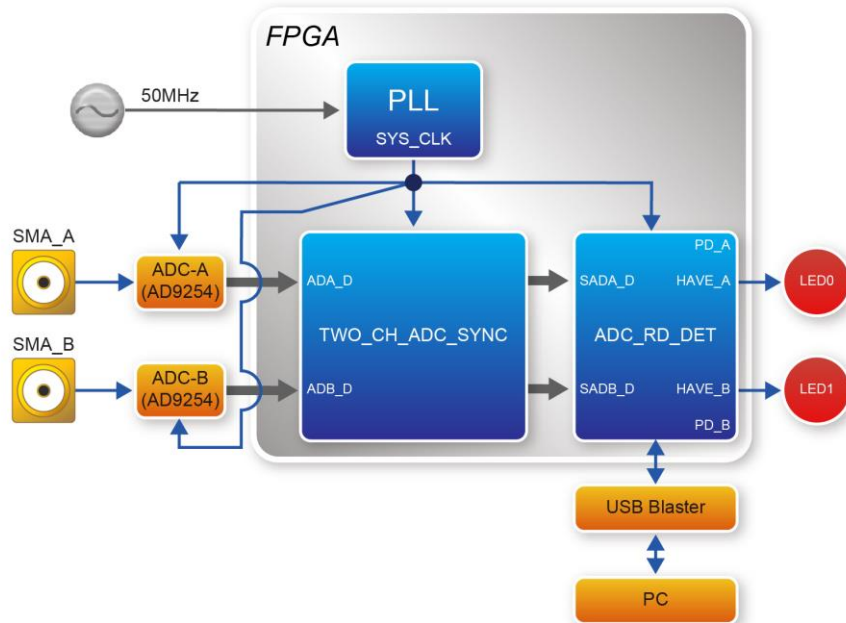 FPGA
50MHz
PLL
SYS_CLK
SMA_A
ADC-A
(AD9254)
SMA_B
ADC-B
(AD9254)
ADA_D
TWO_CH_ADC_SYNC
ADB_D
PD_A
SADA_D
HAVE_A
ADC_RD_DET
SADB_D
HAVE_B
PD_B
LED0
LED1
USB Blaster
PC